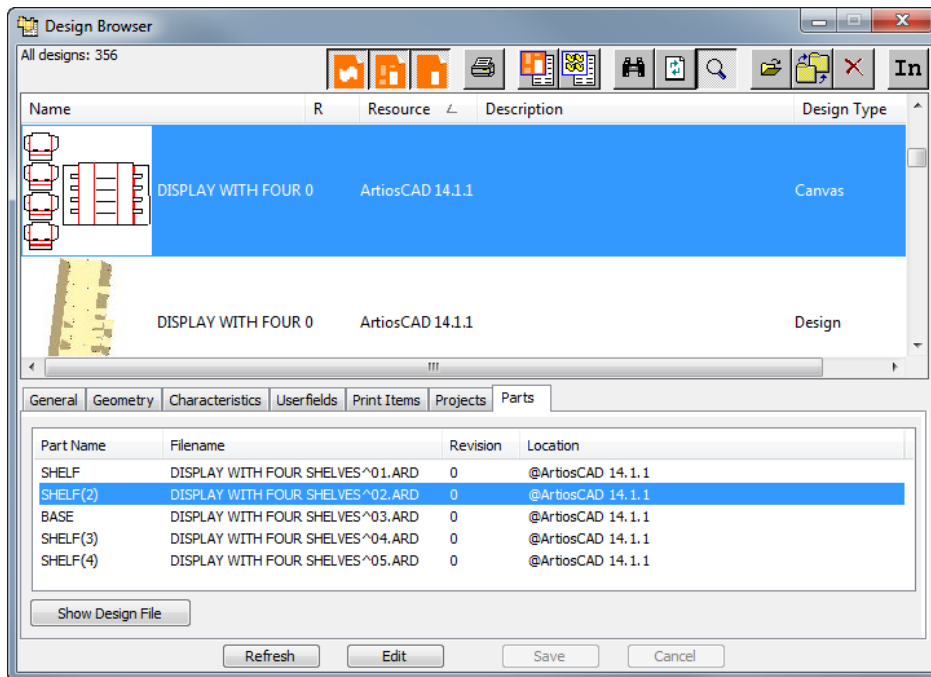 Design Browser
All designs: 356
In
Name R Resource Description Design Type
DISPLAY WITH FOUR 0 ArtiosCAD 14.1.1 Canvas
DISPLAY WITH FOUR 0 ArtiosCAD 14.1.1 Design
General Geometry Characteristics Userfields Print Items Projects Parts
Part Name Filename Revision Location
SHELF DISPLAY WITH FOUR SHELVES^01.ARD 0 @ArtiosCAD 14.1.1
SHELF(2) DISPLAY WITH FOUR SHELVES^02.ARD 0 @ArtiosCAD 14.1.1
BASE DISPLAY WITH FOUR SHELVES^03.ARD 0 @ArtiosCAD 14.1.1
SHELF(3) DISPLAY WITH FOUR SHELVES^04.ARD 0 @ArtiosCAD 14.1.1
SHELF(4) DISPLAY WITH FOUR SHELVES^05.ARD 0 @ArtiosCAD 14.1.1
Show Design File
Refresh Edit Save Cancel